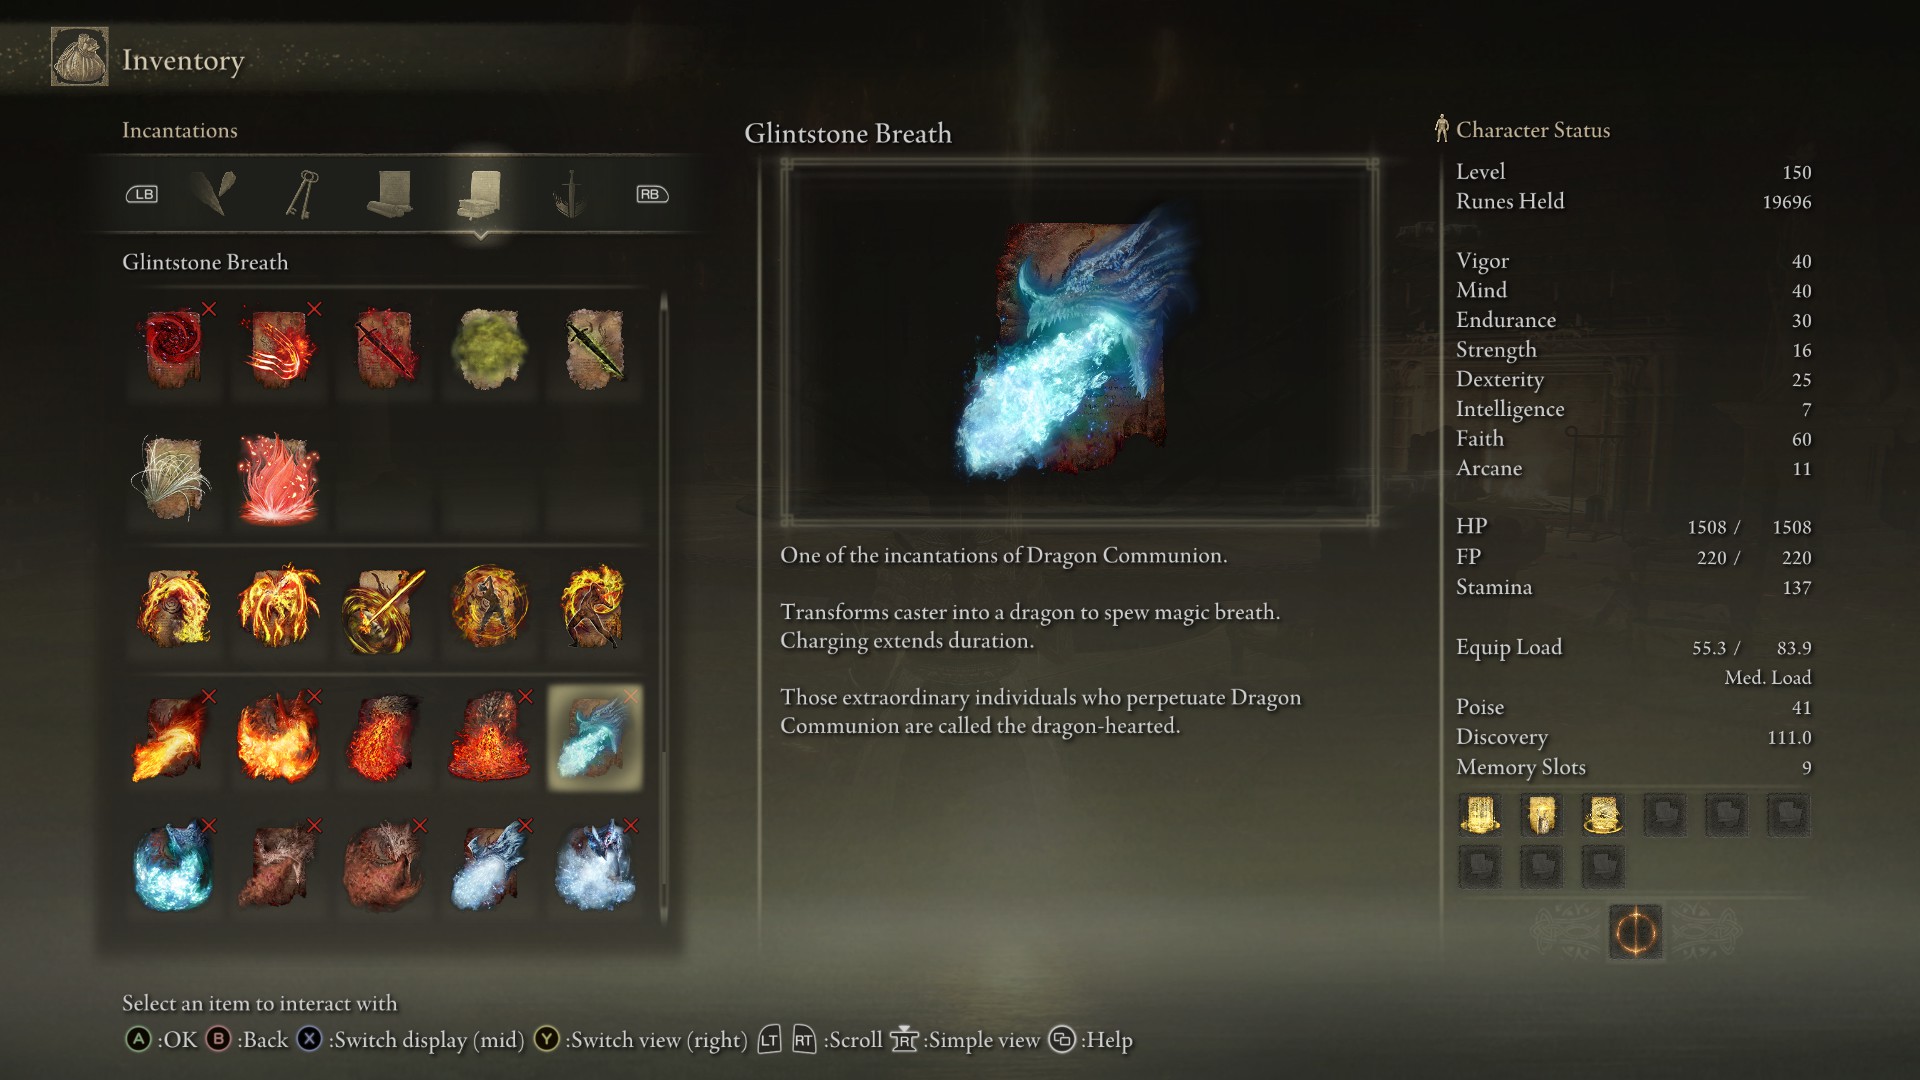 Inventory
Incantations
LB
RB
Glintstone Breath
Glintstone Breath
One of the incantations of Dragon Communion.
Transforms caster into a dragon to spew magic breath.
Charging extends duration.
Those extraordinary individuals who perpetuate Dragon
Communion are called the dragon-hearted.
Character Status
Level 150
Runes Held 19696
Vigor 40
Mind 40
Endurance 30
Strength 16
Dexterity 25
Intelligence 7
Faith 60
Arcane 11
HP 1508 / 1508
FP 220 / 220
Stamina 137
Equip Load 55.3 / 83.9
Med. Load
Poise 41
Discovery 111.0
Memory Slots 9
Select an item to interact with
A :OK B :Back X :Switch display (mid) Y :Switch view (right) LT RT :Scroll R :Simple view :Help